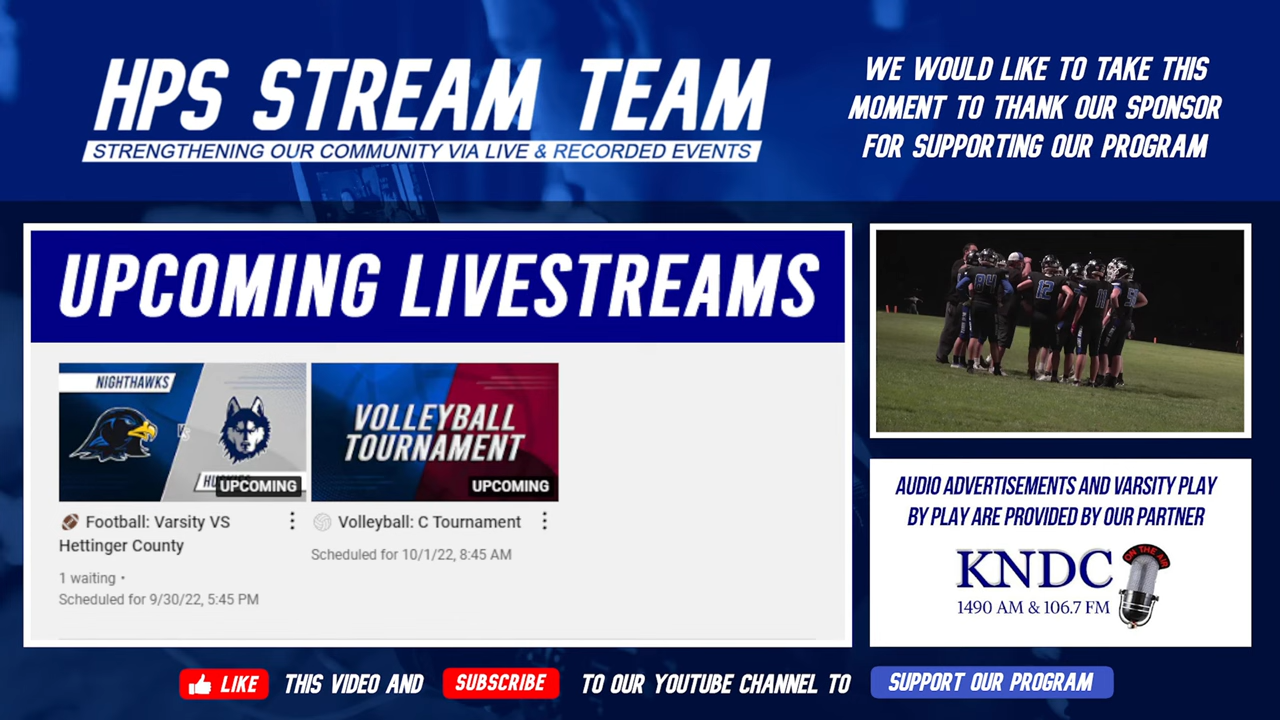 HPS STREAM TEAM
STRENGTHENING OUR COMMUNITY VIA LIVE & RECORDED EVENTS
WE WOULD LIKE TO TAKE THIS
MOMENT TO THANK OUR SPONSOR
FOR SUPPORTING OUR PROGRAM
UPCOMING LIVESTREAMS
NIGHTHAWKS
VS
UPCOMING
Football: Varsity VS
Hettinger County
1 waiting •
Scheduled for 9/30/22, 5:45 PM
VOLLEYBALL
TOURNAMENT
UPCOMING
Volleyball: C Tournament
Scheduled for 10/1/22, 8:45 AM
84
12
AUDIO ADVERTISEMENTS AND VARSITY PLAY
BY PLAY ARE PROVIDED BY OUR PARTNER
KNDC
ON THE AIR
1490 AM & 106.7 FM
LIKE THIS VIDEO AND SUBSCRIBE TO OUR YOUTUBE CHANNEL TO SUPPORT OUR PROGRAM